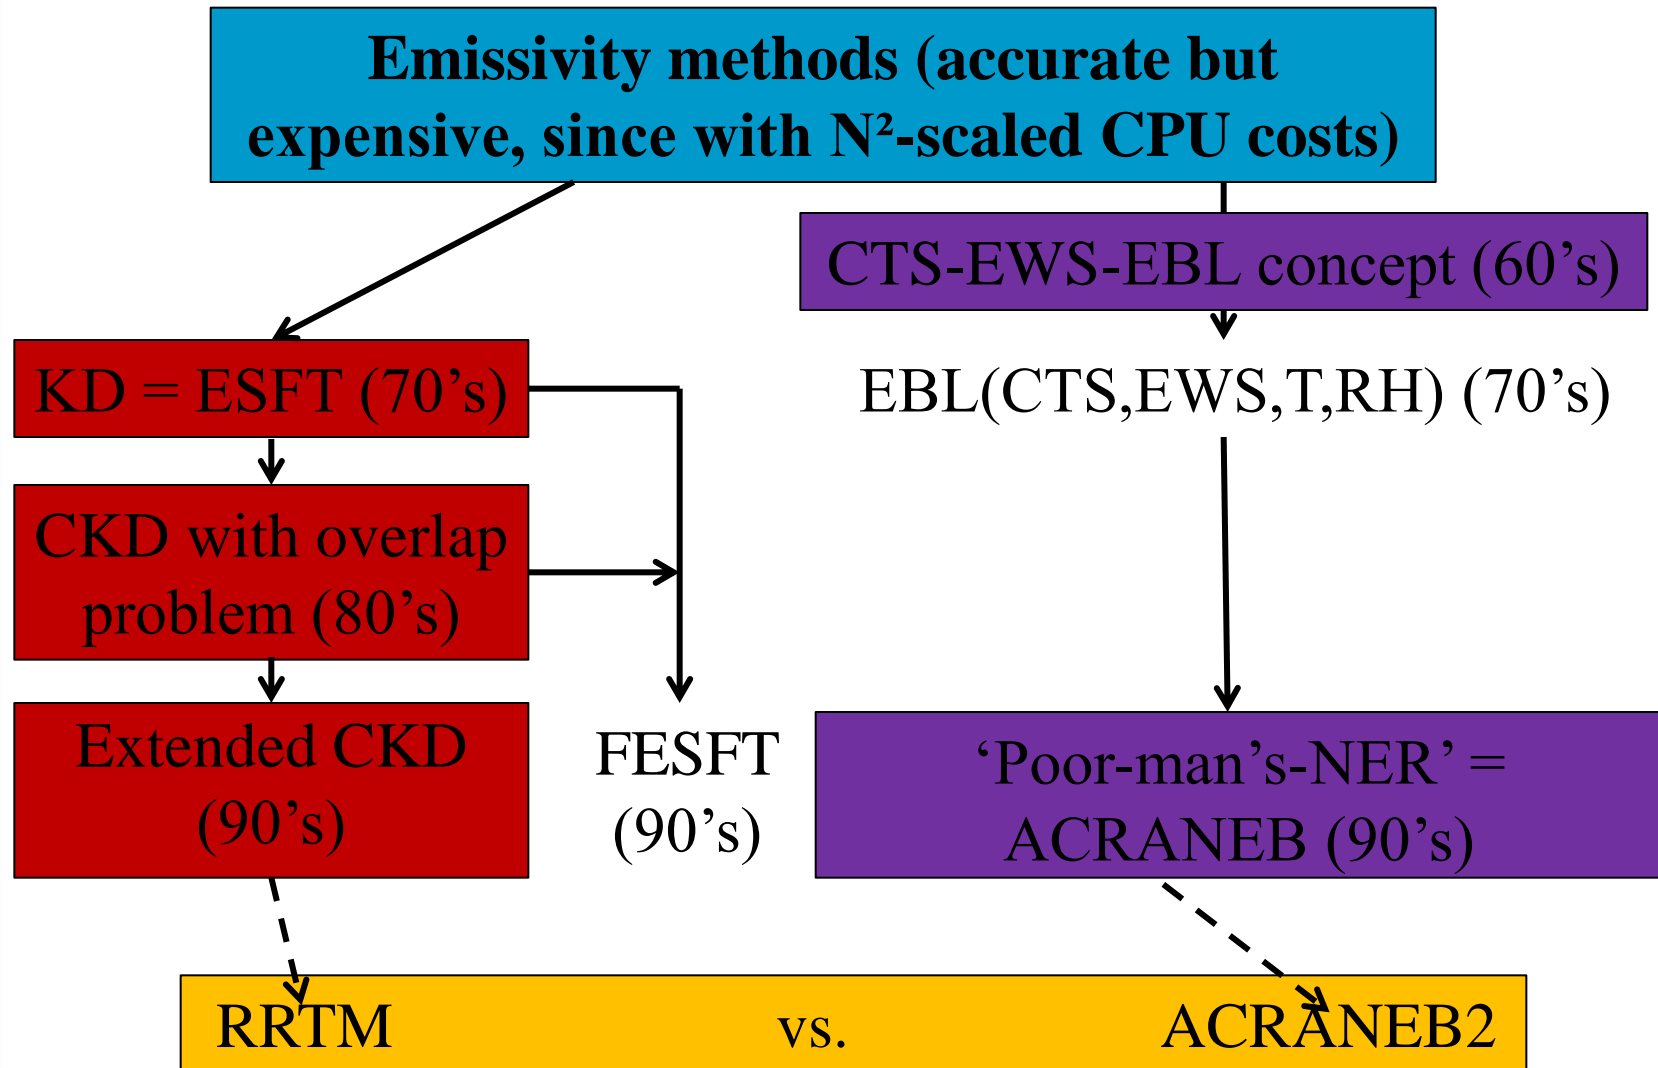 Emissivity methods (accurate but
expensive, since with N²-scaled CPU costs)
CTS-EWS-EBL concept (60’s)
KD = ESFT (70’s)
EBL(CTS,EWS,T,RH) (70’s)
CKD with overlap
problem (80’s)
Extended CKD
(90’s)
FESFT
(90’s)
‘Poor-man’s-NER’ =
ACRANEB (90’s)
RRTM vs. ACRANEB2